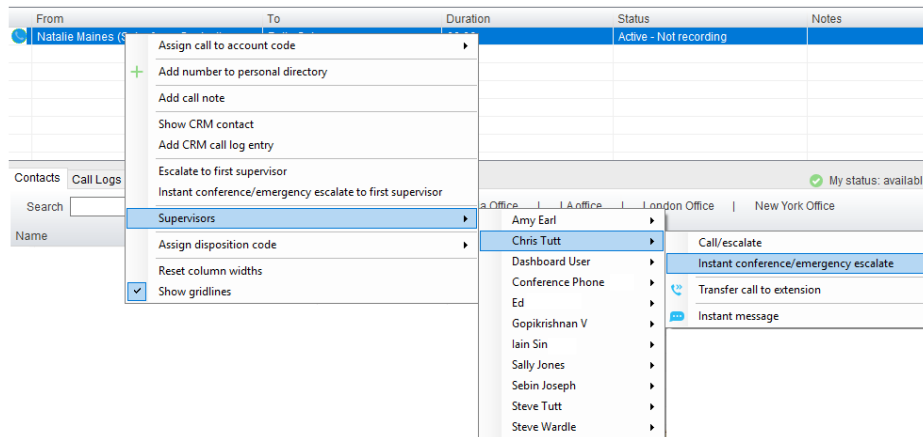 From To Duration Status Notes
Natalie Maines Active - Not recording
Assign call to account code
Add number to personal directory
Add call note
Show CRM contact
Add CRM call log entry
Escalate to first supervisor
Instant conference/emergency escalate to first supervisor
Supervisors
Assign disposition code
Reset column widths
Show gridlines
Contacts Call Logs
My status: availabl
Search
a Office | LA office | London Office | New York Office
Name
Amy Earl
Chris Tutt
Dashboard User
Conference Phone
Ed
Gopikrishnan V
Iain Sin
Sally Jones
Sebin Joseph
Steve Tutt
Steve Wardle
Call/escalate
Instant conference/emergency escalate
Transfer call to extension
Instant message